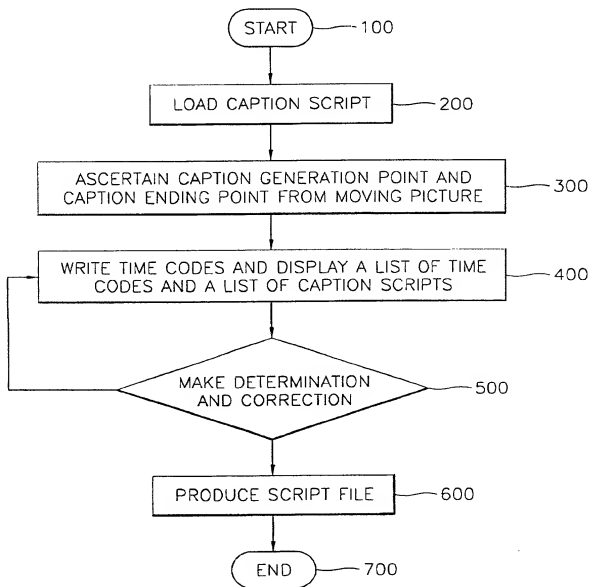 START 100
LOAD CAPTION SCRIPT 200
ASCERTAIN CAPTION GENERATION POINT AND
CAPTION ENDING POINT FROM MOVING PICTURE 300
WRITE TIME CODES AND DISPLAY A LIST OF TIME
CODES AND A LIST OF CAPTION SCRIPTS 400
MAKE DETERMINATION
AND CORRECTION 500
PRODUCE SCRIPT FILE 600
END 700